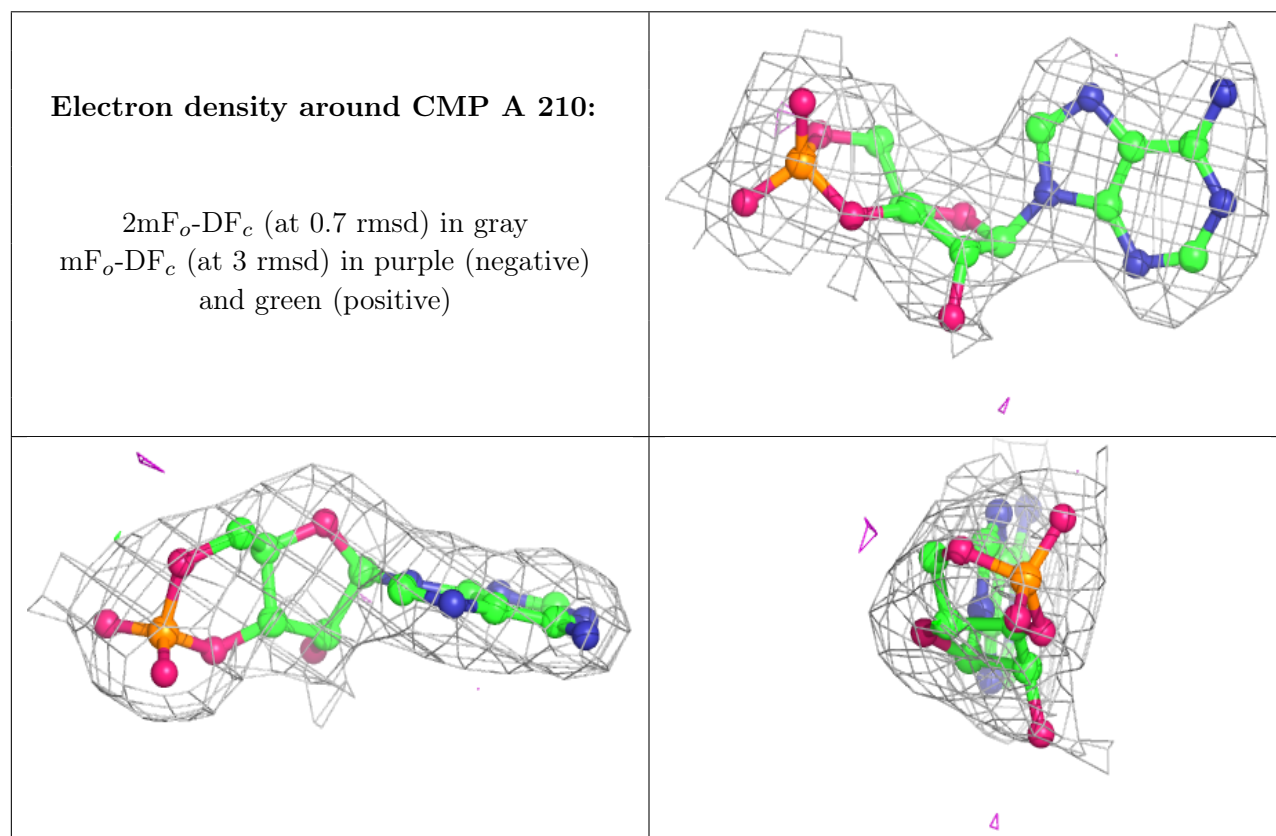 Electron density around CMP A 210:
2mFₒ-DF𝒸 (at 0.7 rmsd) in gray
mFₒ-DF𝒸 (at 3 rmsd) in purple (negative)
and green (positive)